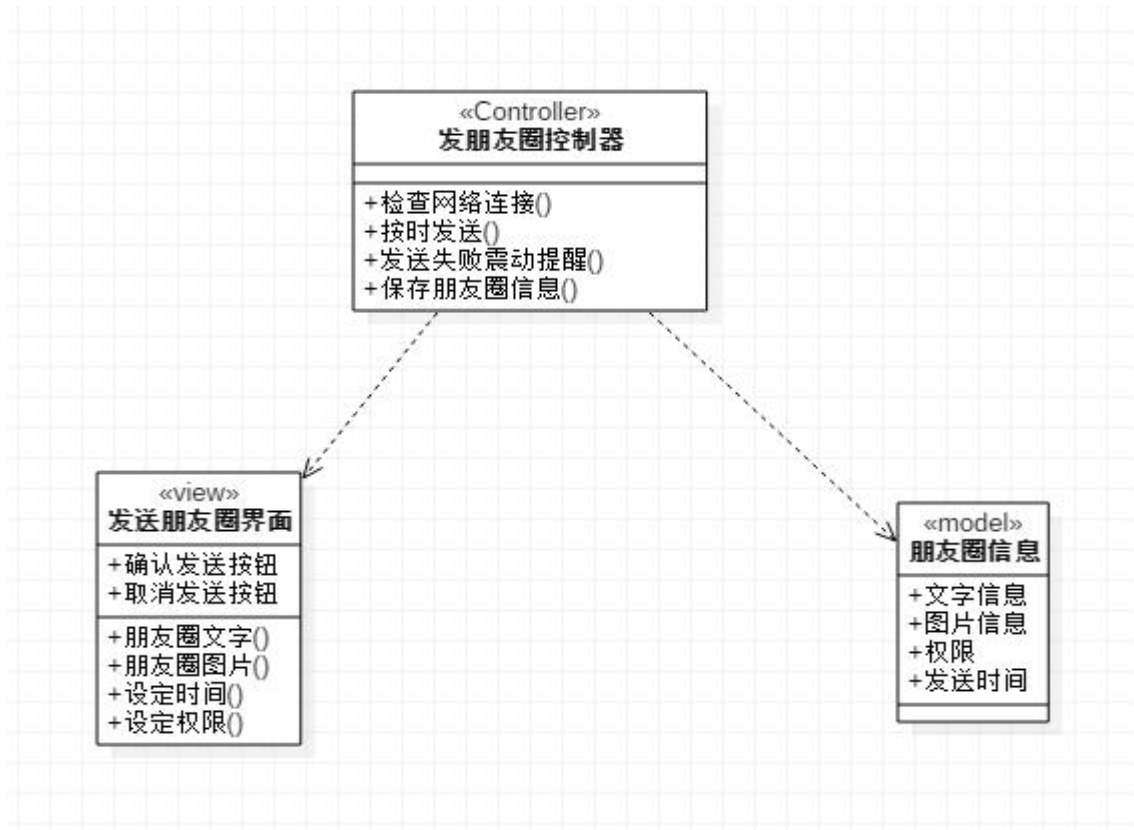 «Controller»
发朋友圈控制器
+检查网络连接()
+按时发送()
+发送失败震动提醒()
+保存朋友圈信息()
«view»
发送朋友圈界面
+确认发送按钮
+取消发送按钮
+朋友圈文字()
+朋友圈图片()
+设定时间()
+设定权限()
«model»
朋友圈信息
+文字信息
+图片信息
+权限
+发送时间